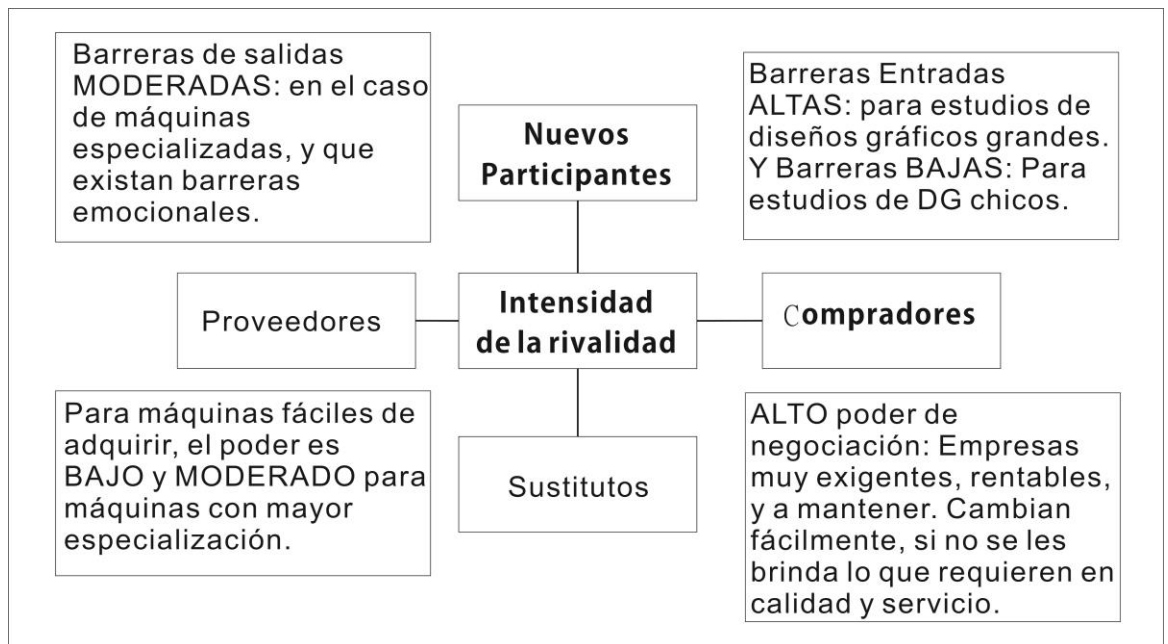 Barreras de salidas
MODERADAS: en el caso
de máquinas
especializadas, y que
existan barreras
emocionales.
Nuevos
Participantes
Barreras Entradas
ALTAS: para estudios de
diseños gráficos grandes.
Y Barreras BAJAS: Para
estudios de DG chicos.
Proveedores
Intensidad
de la rivalidad
Compradores
Para máquinas fáciles de
adquirir, el poder es
BAJO y MODERADO para
máquinas con mayor
especialización.
Sustitutos
ALTO poder de
negociación: Empresas
muy exigentes, rentables,
y a mantener. Cambian
fácilmente, si no se les
brinda lo que requieren en
calidad y servicio.